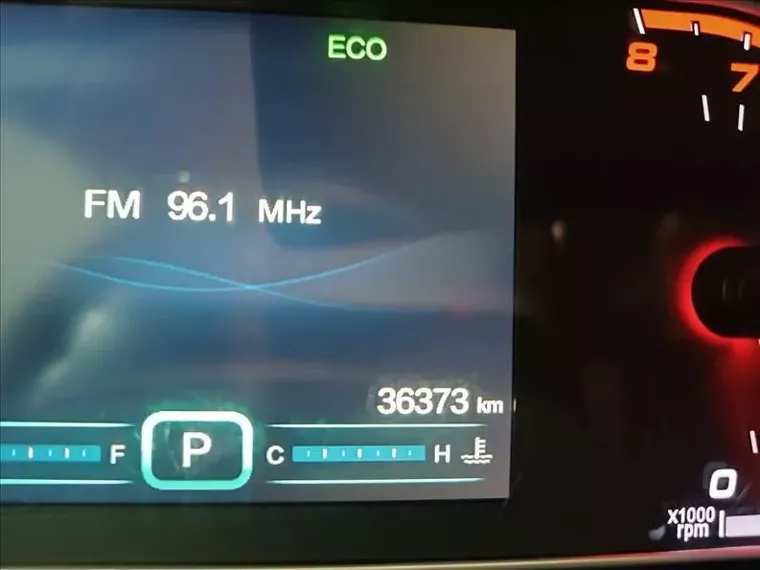 ECO
8
7
FM 96.1 MHz
36373 km
F P C H
0
x1000
rpm